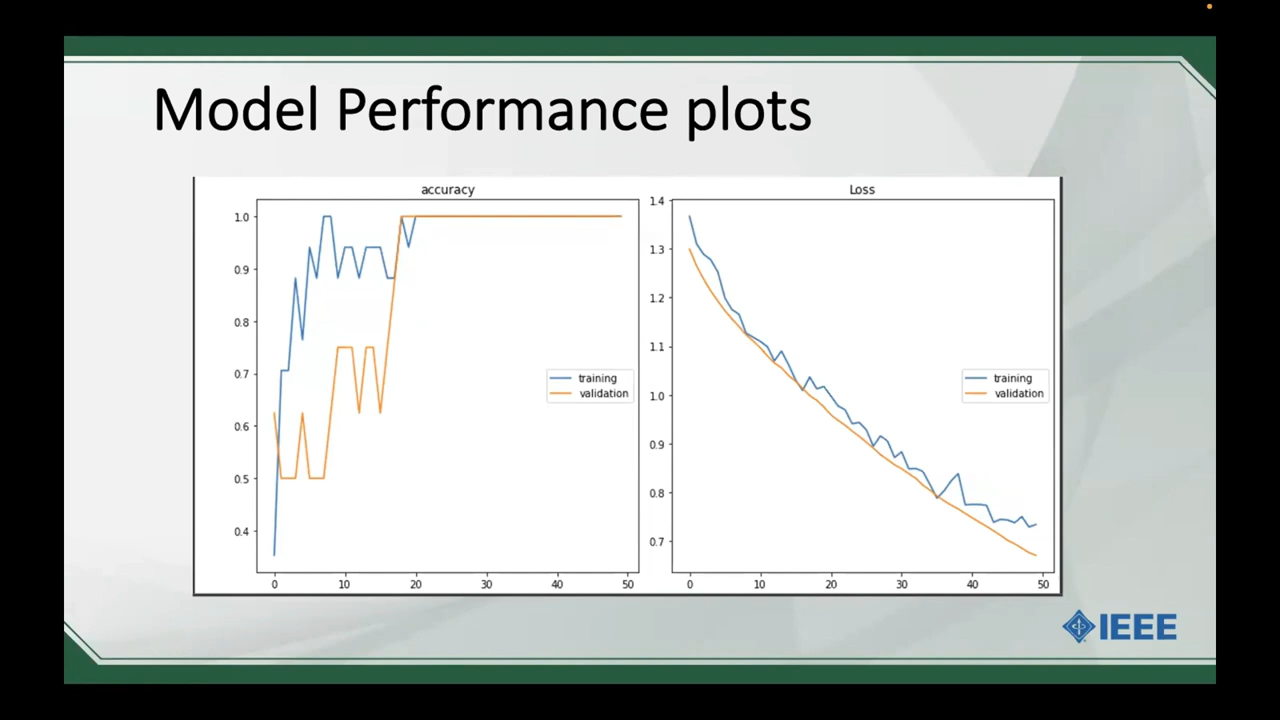 Model Performance plots
accuracy
1.0
0.9
0.8
0.7
0.6
0.5
0.4
0 10 20 30 40 50
training
validation
Loss
1.4
1.3
1.2
1.1
1.0
0.9
0.8
0.7
0 10 20 30 40 50
training
validation
IEEE